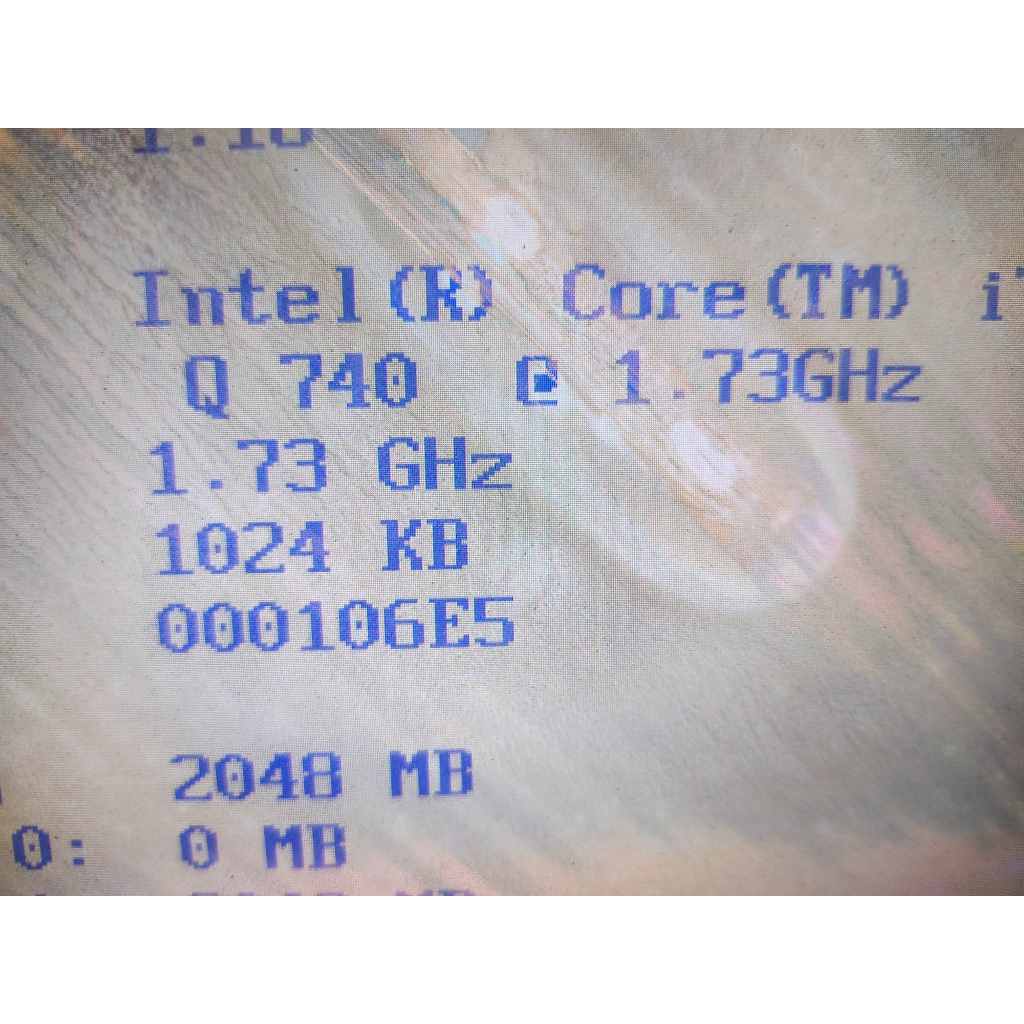 Intel(R) Core(TM) i
Q 740 @ 1.73GHz
1.73 GHz
1024 KB
000106E5
2048 MB
0: 0 MB